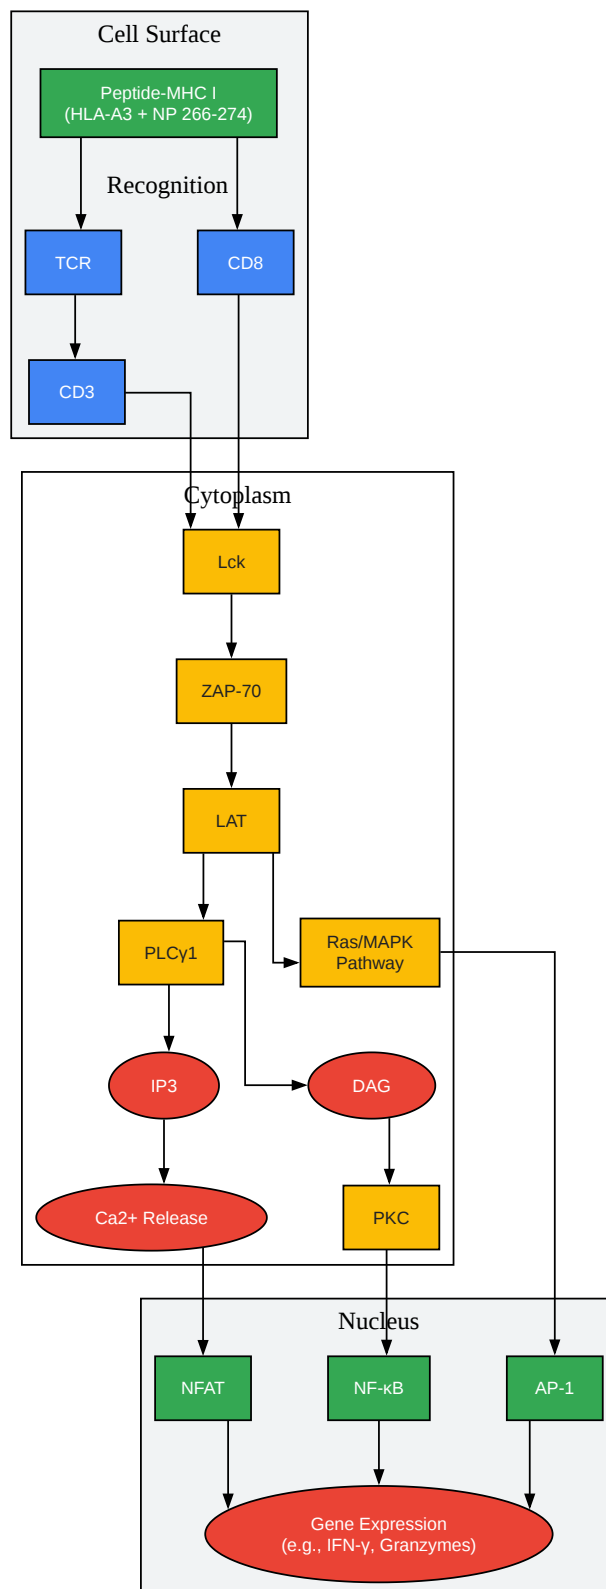 Cell Surface
Peptide-MHC I
(HLA-A3 + NP 266-274)
Recognition
TCR
CD8
CD3
Cytoplasm
Lck
ZAP-70
LAT
PLCγ1
Ras/MAPK
Pathway
IP3
DAG
Ca2+ Release
PKC
Nucleus
NFAT
NF-κB
AP-1
Gene Expression
(e.g., IFN-γ, Granzymes)